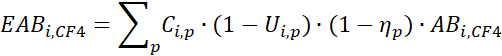 EAB_{i,CF4} = ∑_p C_{i,p} · (1 − U_{i,p}) · (1 − η_p) · AB_{i,CF4}